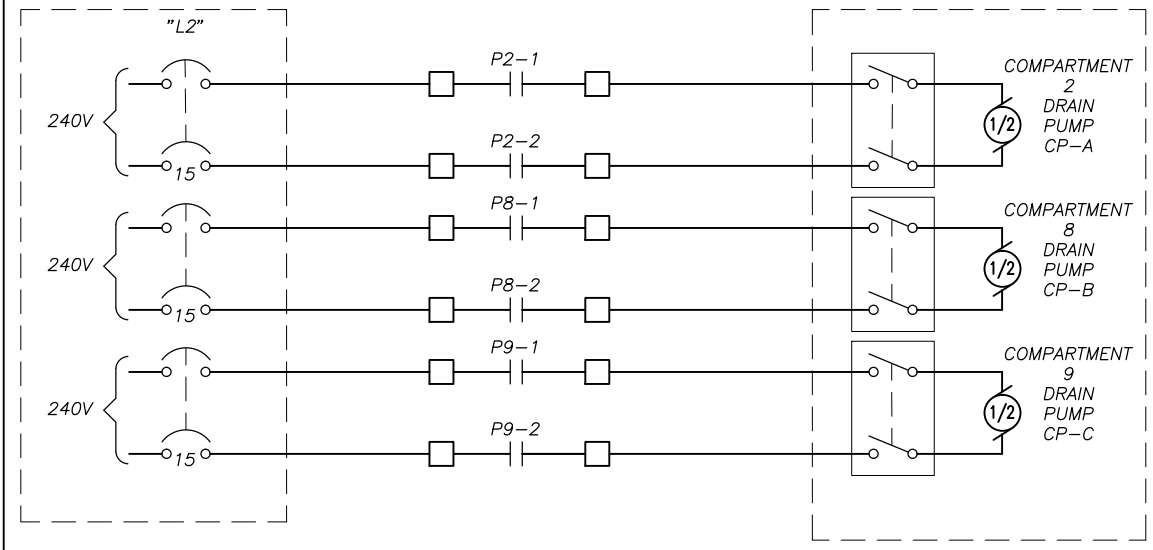 "L2"
240V
15
P2-1
P2-2
COMPARTMENT
2
DRAIN
PUMP
CP-A
1/2
240V
15
P8-1
P8-2
COMPARTMENT
8
DRAIN
PUMP
CP-B
1/2
240V
15
P9-1
P9-2
COMPARTMENT
9
DRAIN
PUMP
CP-C
1/2